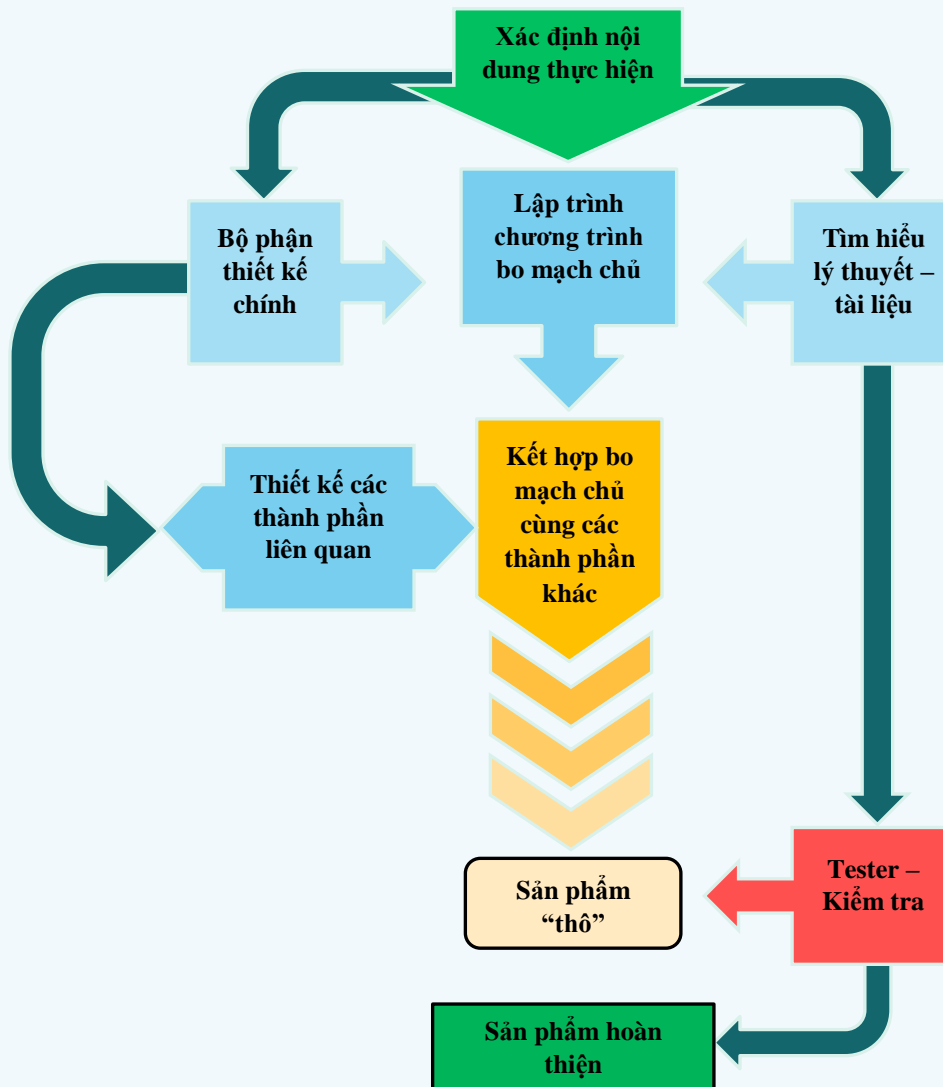 Xác định nội
dung thực hiện
Bộ phận
thiết kế
chính
Lập trình
chương trình
bo mạch chủ
Tìm hiểu
lý thuyết –
tài liệu
Thiết kế các
thành phần
liên quan
Kết hợp bo
mạch chủ
cùng các
thành phần
khác
Sản phẩm
“thô”
Tester –
Kiểm tra
Sản phẩm hoàn
thiện